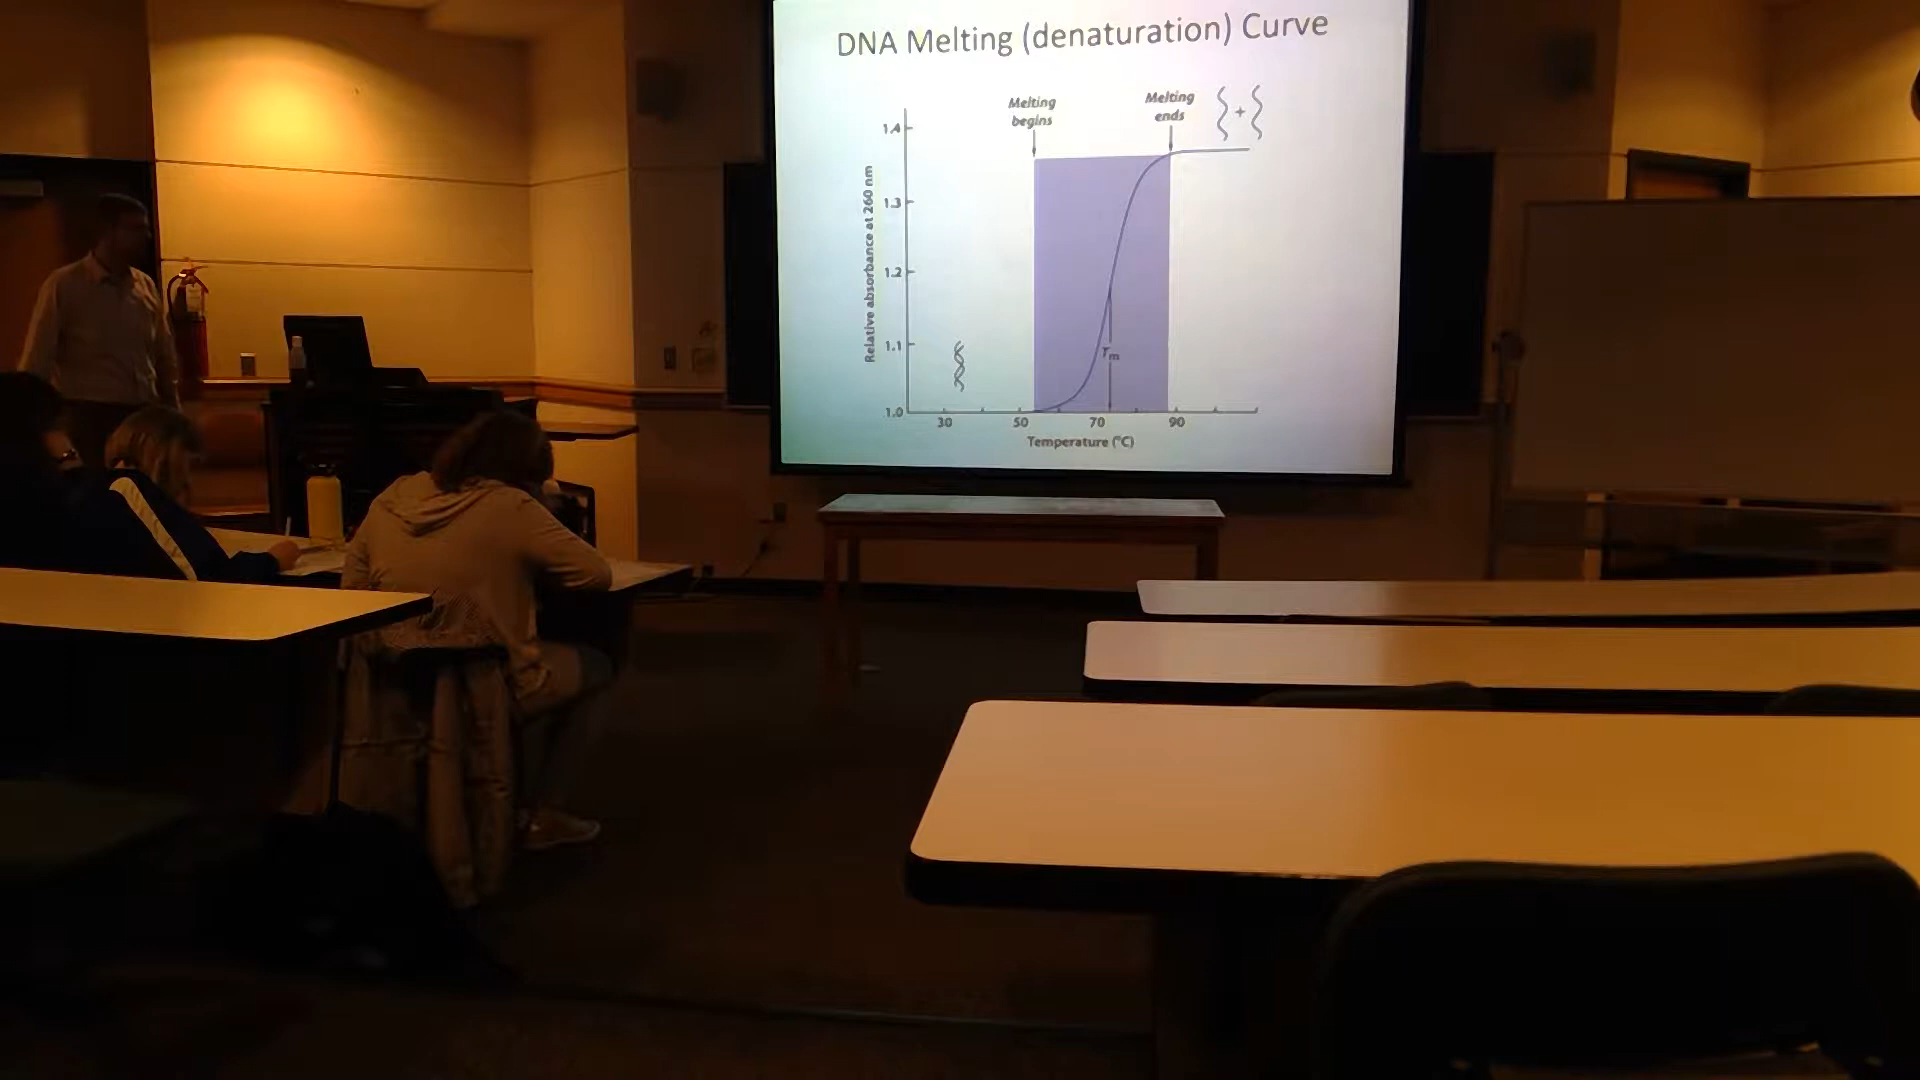 DNA Melting (denaturation) Curve
Melting
begins
Melting
ends
+
1.4
1.3
1.2
1.1
1.0
Relative absorbance at 260 nm
Tm
30 50 70 90
Temperature (°C)